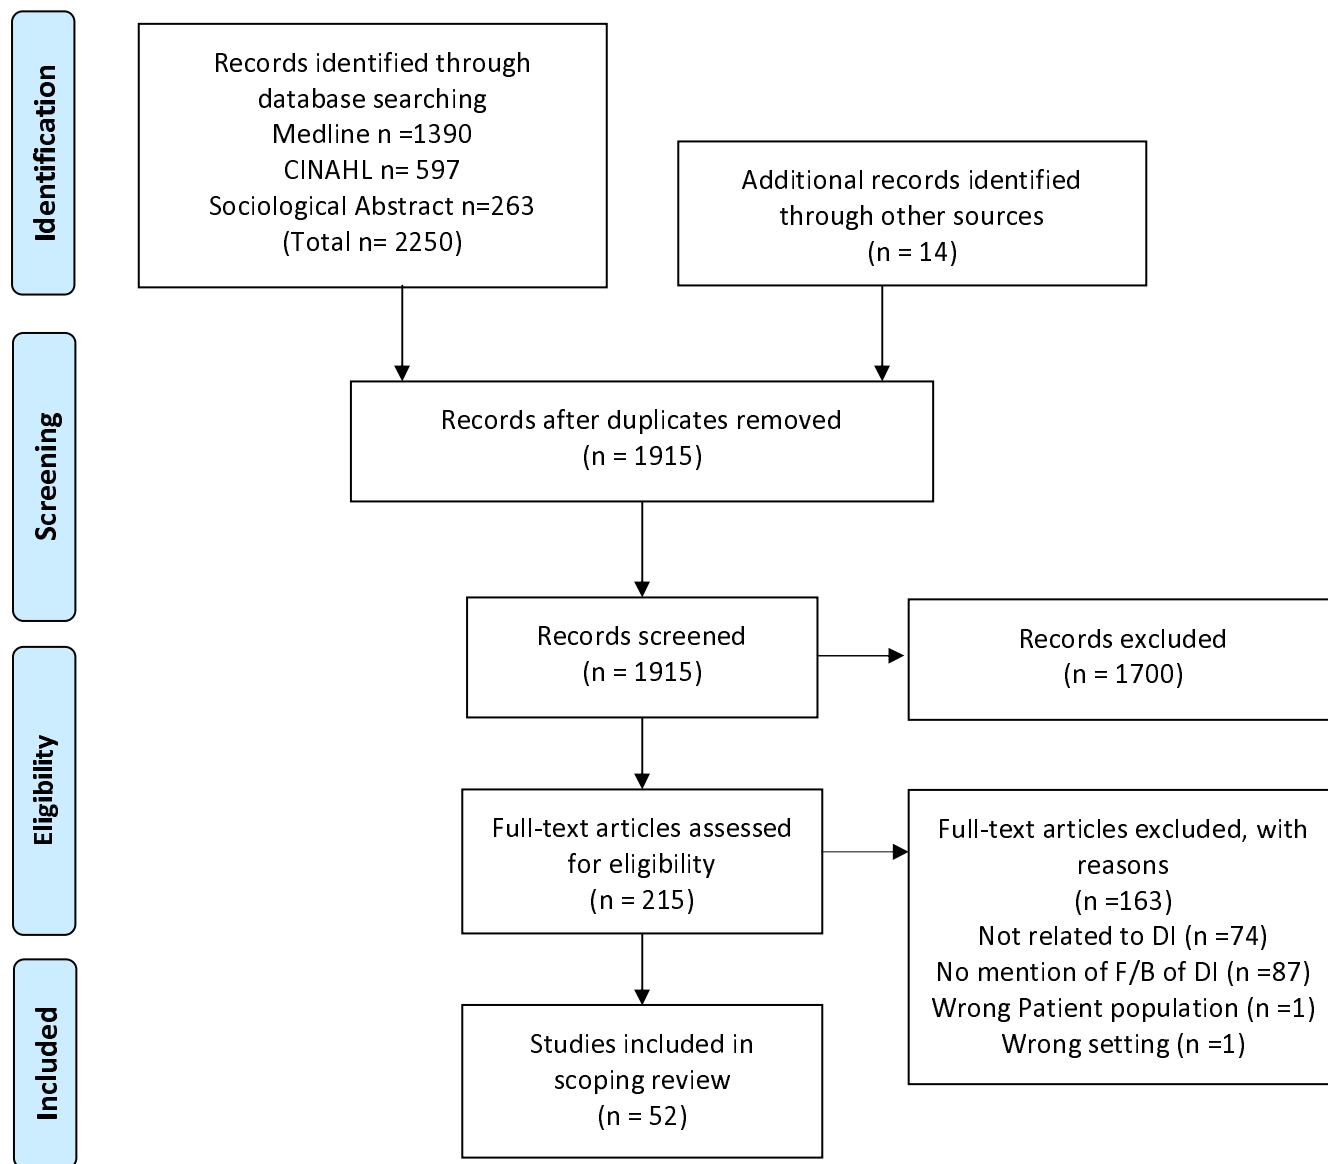 Identification
Records identified through
database searching
Medline n =1390
CINAHL n= 597
Sociological Abstract n=263
(Total n= 2250)
Additional records identified
through other sources
(n = 14)
Screening
Records after duplicates removed
(n = 1915)
Records screened
(n = 1915)
Records excluded
(n = 1700)
Eligibility
Full-text articles assessed
for eligibility
(n = 215)
Full-text articles excluded, with
reasons
(n =163)
Not related to DI (n =74)
No mention of F/B of DI (n =87)
Wrong Patient population (n =1)
Wrong setting (n =1)
Included
Studies included in
scoping review
(n = 52)